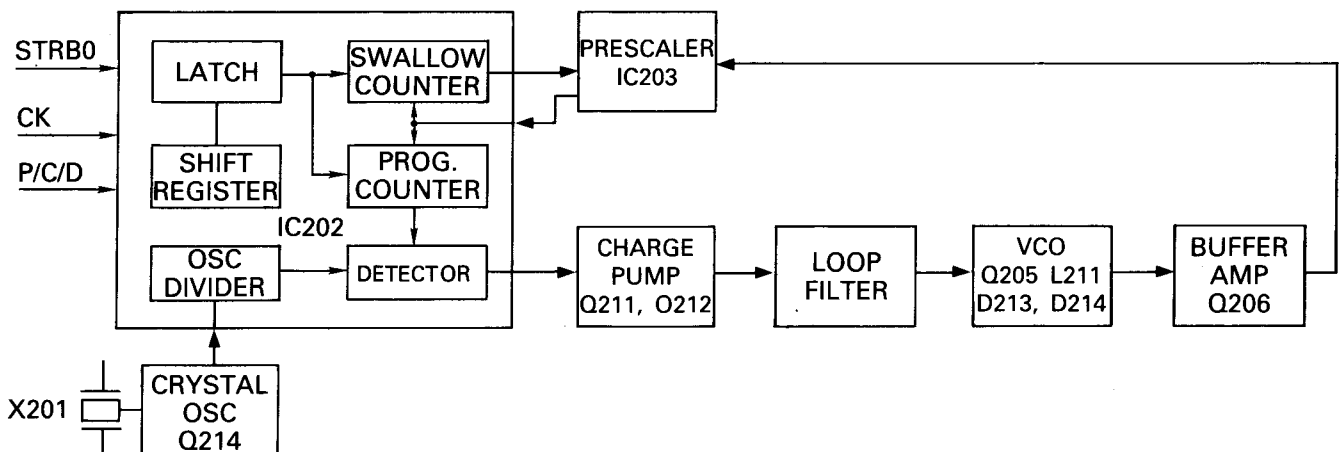 STRB0
CK
P/C/D
LATCH
SWALLOW
COUNTER
SHIFT
REGISTER
PROG.
COUNTER
IC202
OSC
DIVIDER
DETECTOR
PRESCALER
IC203
CHARGE
PUMP
Q211, O212
LOOP
FILTER
VCO
Q205 L211
D213, D214
BUFFER
AMP
Q206
X201
CRYSTAL
OSC
Q214